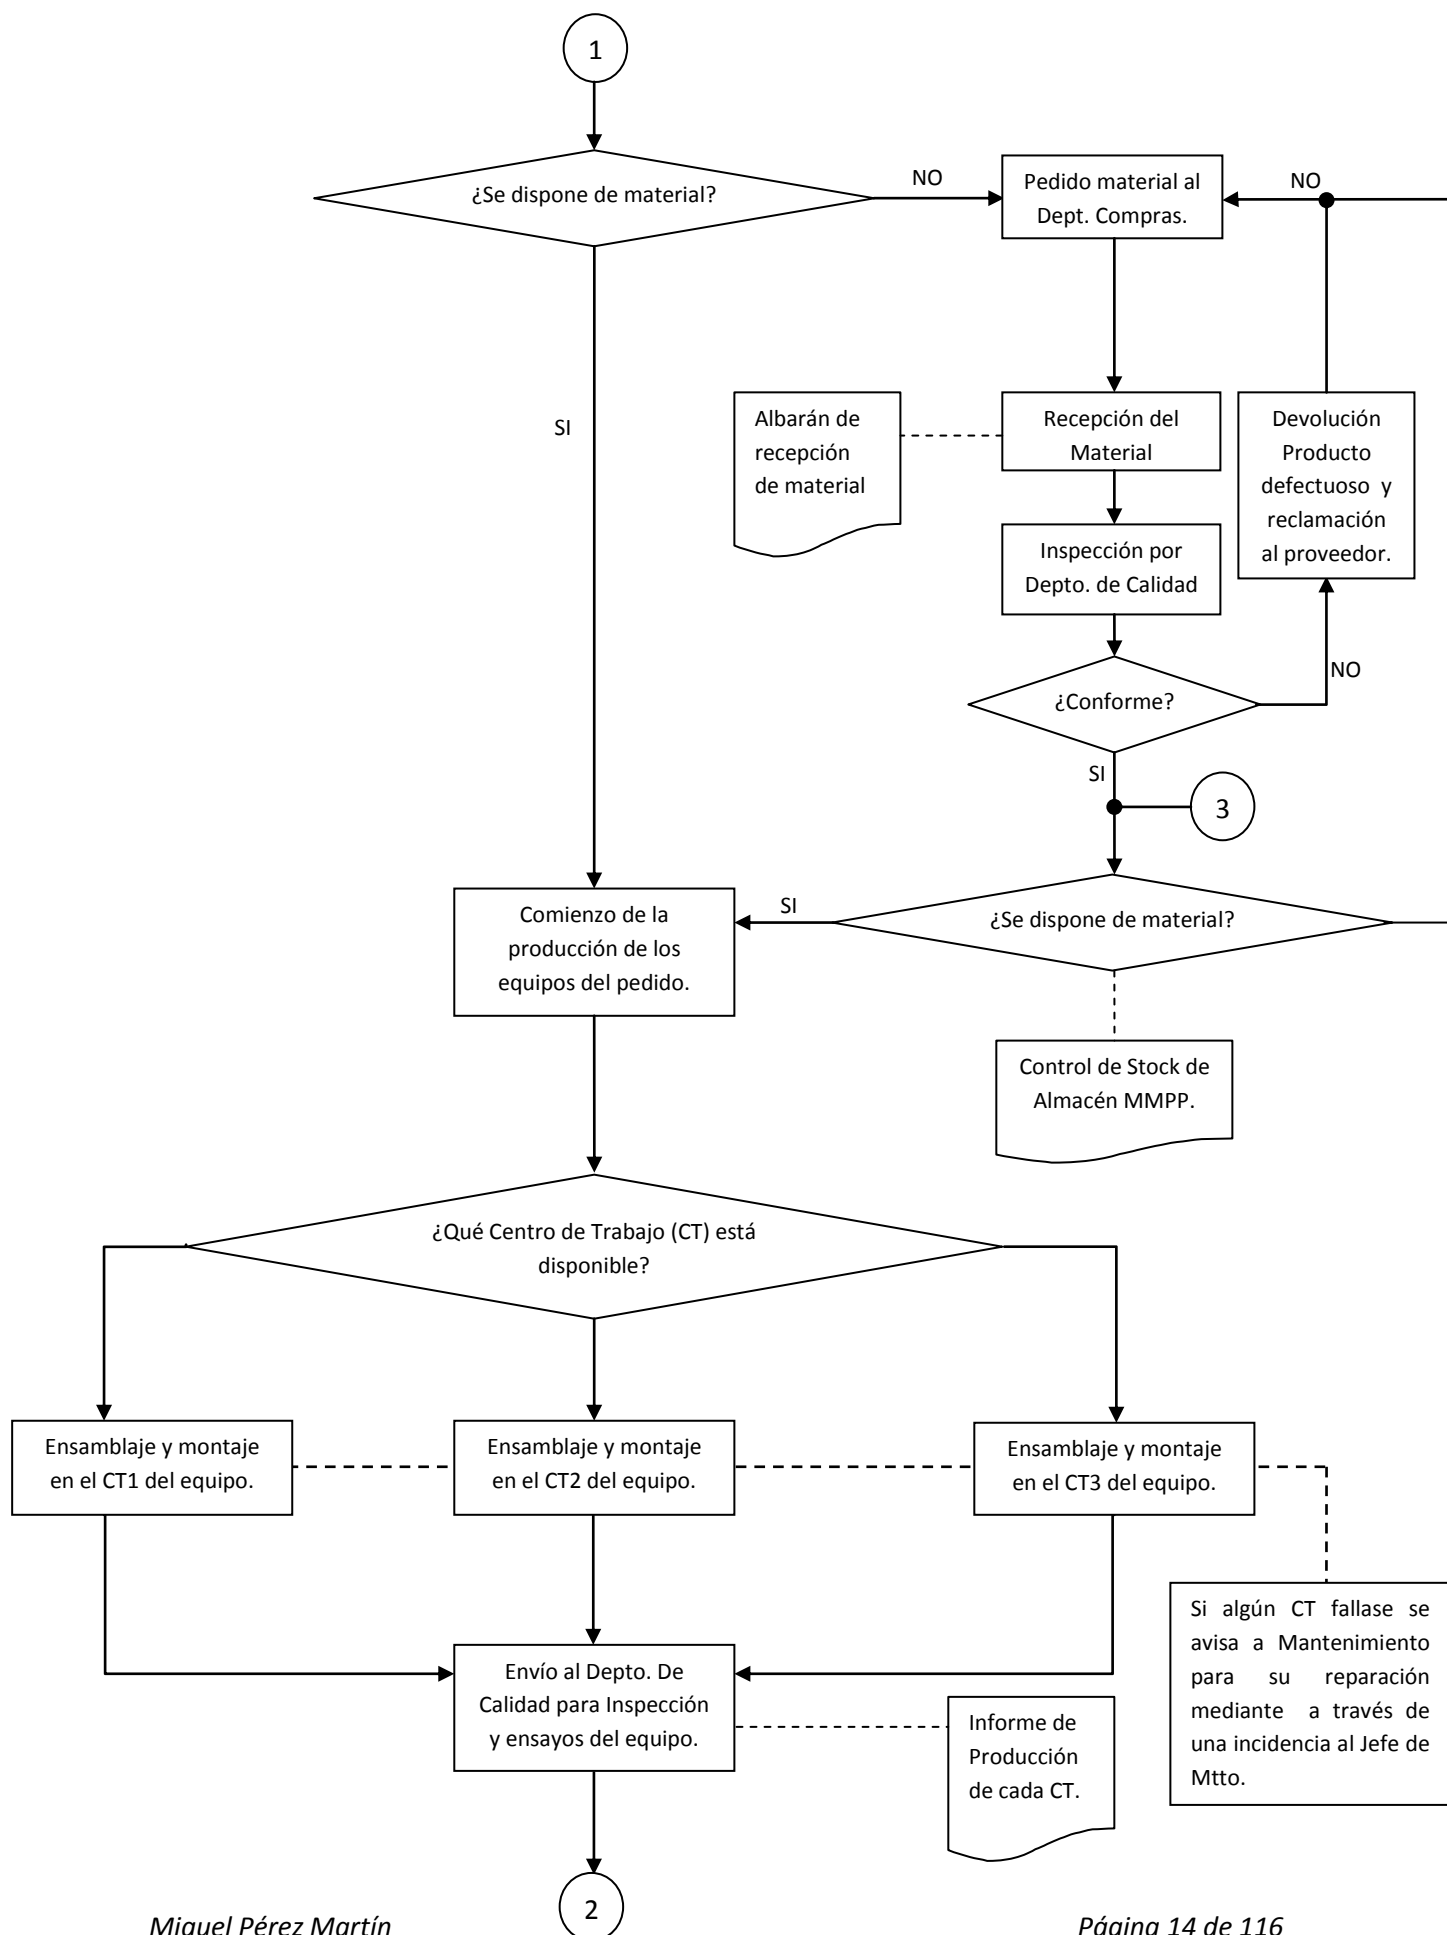 1
¿Se dispone de material?
NO
Pedido material al
Dept. Compras.
NO
SI
Albarán de
recepción
de material
Recepción del
Material
Devolución
Producto
defectuoso y
reclamación
al proveedor.
Inspección por
Depto. de Calidad
NO
¿Conforme?
SI
3
Comienzo de la
producción de los
equipos del pedido.
SI
¿Se dispone de material?
Control de Stock de
Almacén MMPP.
¿Qué Centro de Trabajo (CT) está
disponible?
Ensamblaje y montaje
en el CT1 del equipo.
Ensamblaje y montaje
en el CT2 del equipo.
Ensamblaje y montaje
en el CT3 del equipo.
Si algún CT fallase se
avisa a Mantenimiento
para su reparación
mediante a través de
una incidencia al Jefe de
Mtto.
Envío al Depto. De
Calidad para Inspección
y ensayos del equipo.
Informe de
Producción
de cada CT.
2
Miguel Pérez Martín
Página 14 de 116